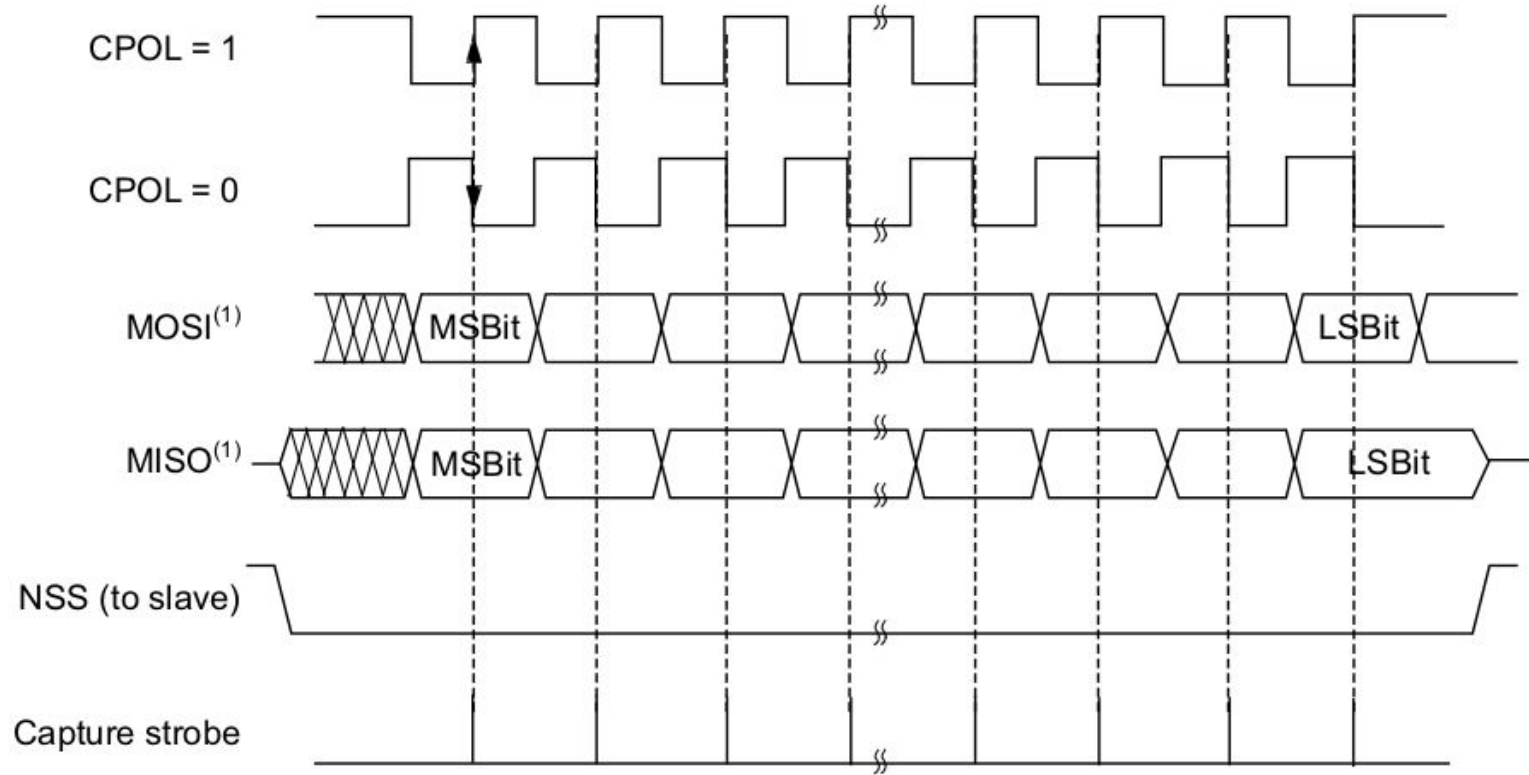 CPOL = 1
CPOL = 0
MOSI(1)
MSBit
LSBit
MISO(1)
MSBit
LSBit
NSS (to slave)
Capture strobe